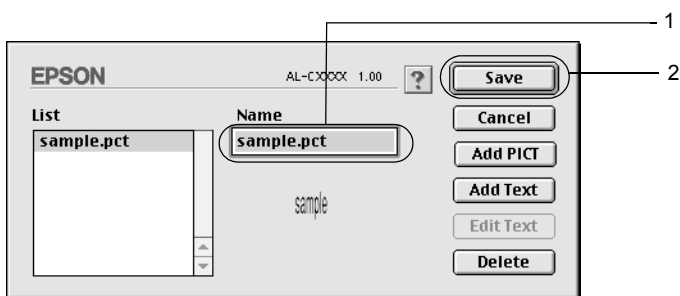 1
EPSON AL-CXXXX 1.00 ? Save 2
List Name Cancel
sample.pct sample.pct
Add PICT
sample
Add Text
Edit Text
Delete